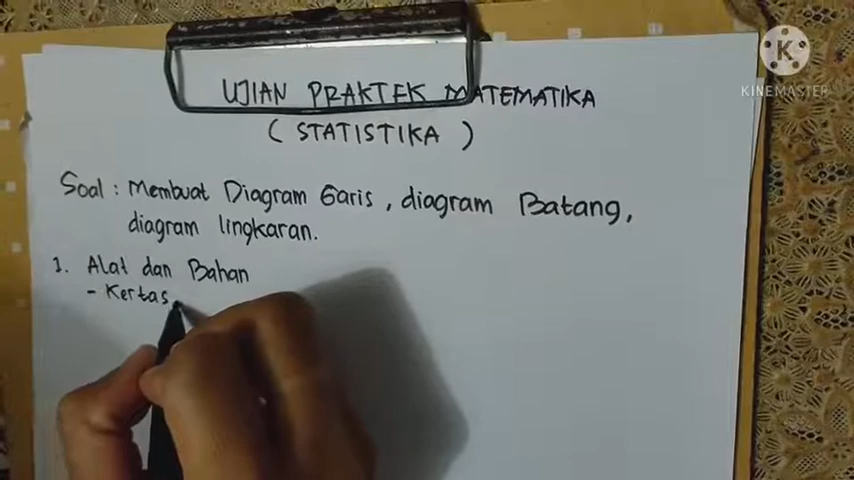 UJIAN PRAKTEK MATEMATIKA
( STATISTIKA )
Soal : Membuat Diagram Garis , diagram Batang,
diagram lingkaran.
1. Alat dan Bahan
- Kertas
K
KINEMASTER